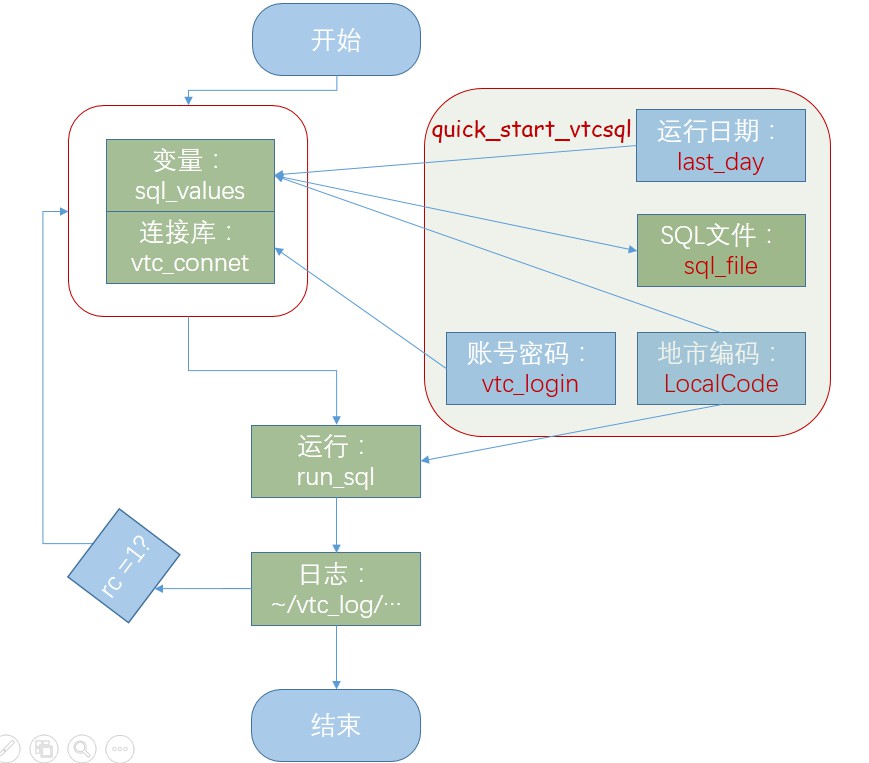 开始
quick_start_vtcsql
运行日期：
last_day
变量：
sql_values
连接库：
vtc_connet
SQL文件：
sql_file
账号密码：
vtc_login
地市编码：
LocalCode
运行：
run_sql
rc =1?
日志：
~/vtc_log/···
结束